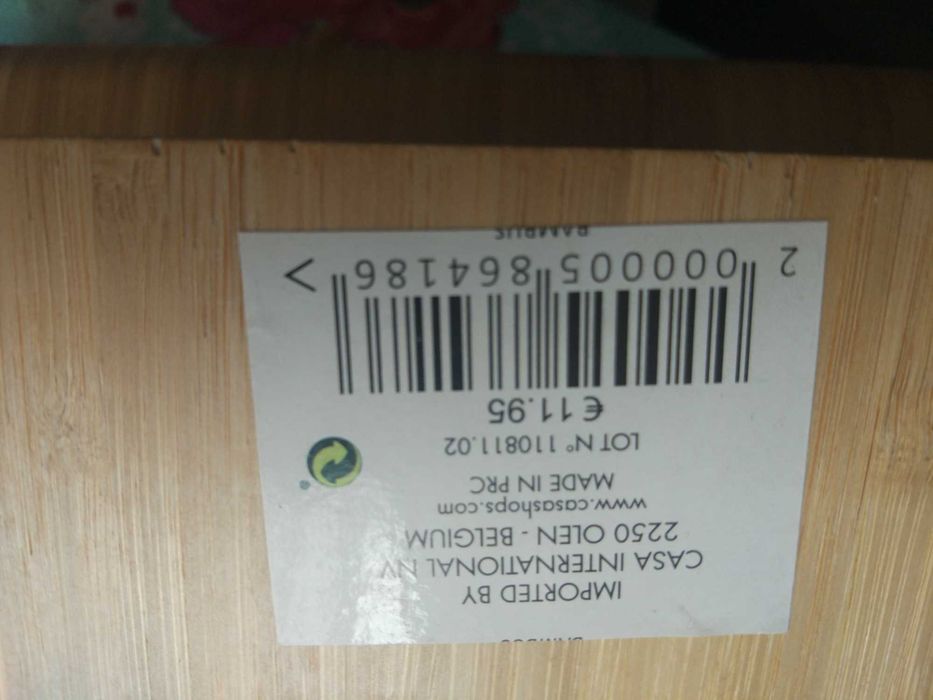 IMPORTED BY
CASA INTERNATIONAL NV
2250 OLEN - BELGIUM
www.casashops.com
MADE IN PRC
LOT N° 110811.02
€ 11.95
2 000005 864186 >
BAMBUS